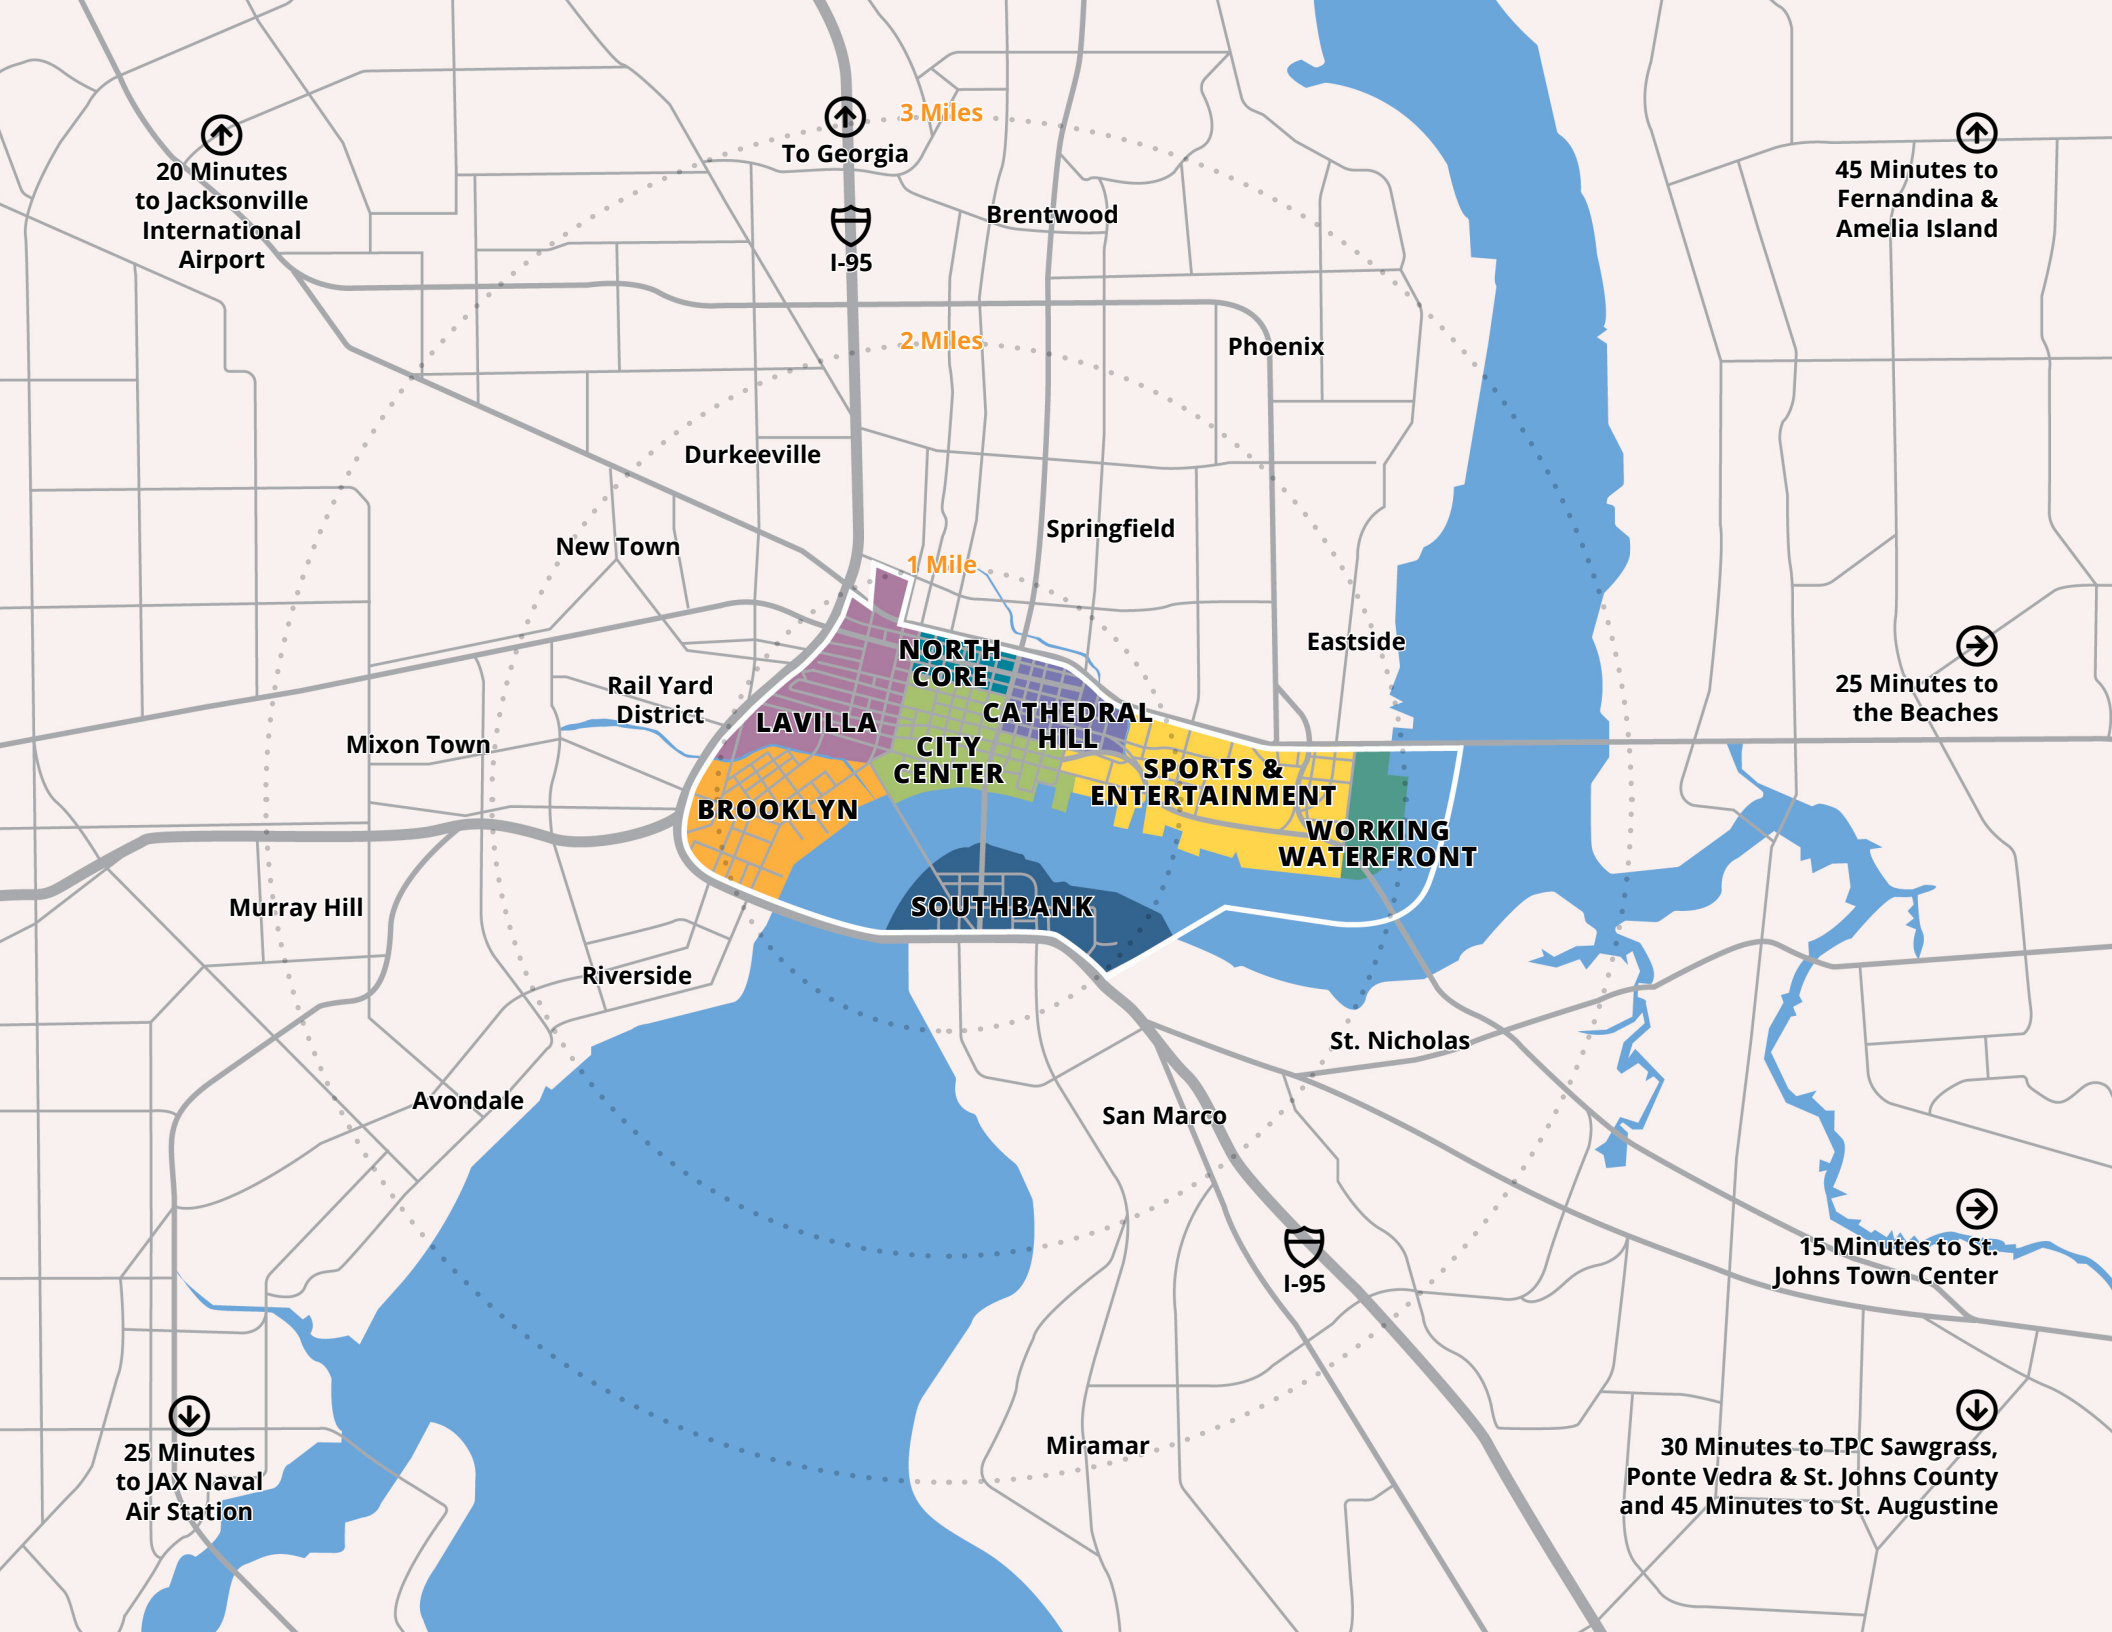 3 Miles
To Georgia
20 Minutes
to Jacksonville
International
Airport
45 Minutes to
Fernandina &
Amelia Island
Brentwood
I-95
2 Miles
Phoenix
Durkeeville
Springfield
New Town
1 Mile
Eastside
NORTH
CORE
Rail Yard
District
25 Minutes to
the Beaches
LAVILLA
CATHEDRAL
HILL
Mixon Town
CITY
CENTER
SPORTS &
ENTERTAINMENT
BROOKLYN
WORKING
WATERFRONT
Murray Hill
SOUTHBANK
Riverside
St. Nicholas
Avondale
San Marco
15 Minutes to St.
Johns Town Center
I-95
Miramar
25 Minutes
to JAX Naval
Air Station
30 Minutes to TPC Sawgrass,
Ponte Vedra & St. Johns County
and 45 Minutes to St. Augustine